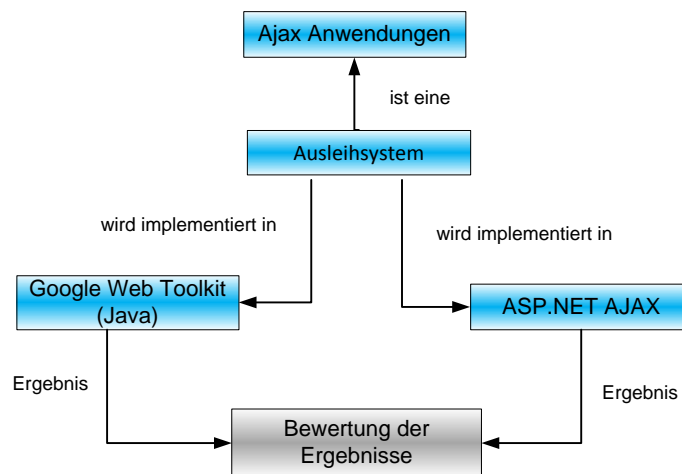 Ajax Anwendungen
ist eine
Ausleihsystem
wird implementiert in
wird implementiert in
Google Web Toolkit
(Java)
ASP.NET AJAX
Ergebnis
Ergebnis
Bewertung der
Ergebnisse